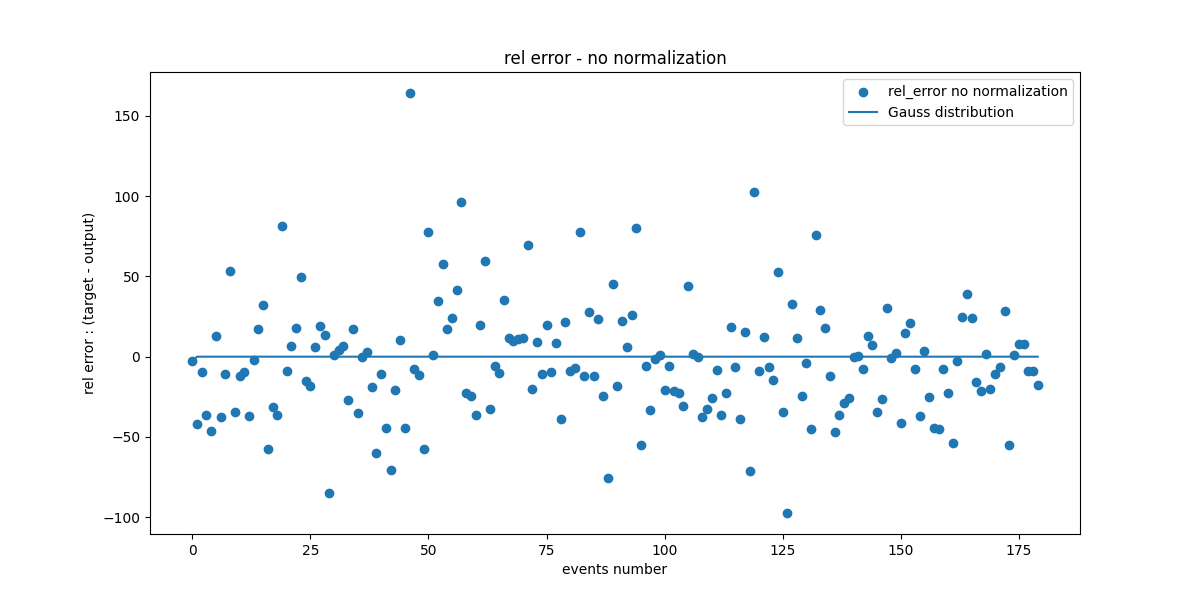 rel error - no normalization
rel_error no normalization
Gauss distribution
rel error : (target - output)
150
100
50
0
−50
−100
0 25 50 75 100 125 150 175
events number